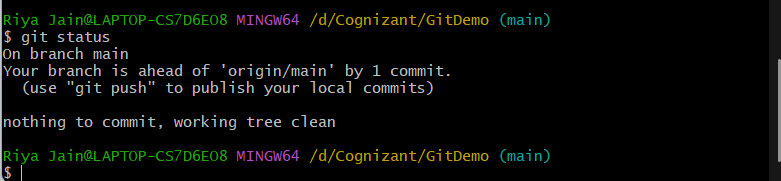 Riya Jain@LAPTOP-CS7D6EO8 MINGW64 /d/Cognizant/GitDemo (main)
$ git status
On branch main
Your branch is ahead of 'origin/main' by 1 commit.
  (use "git push" to publish your local commits)

nothing to commit, working tree clean

Riya Jain@LAPTOP-CS7D6EO8 MINGW64 /d/Cognizant/GitDemo (main)
$